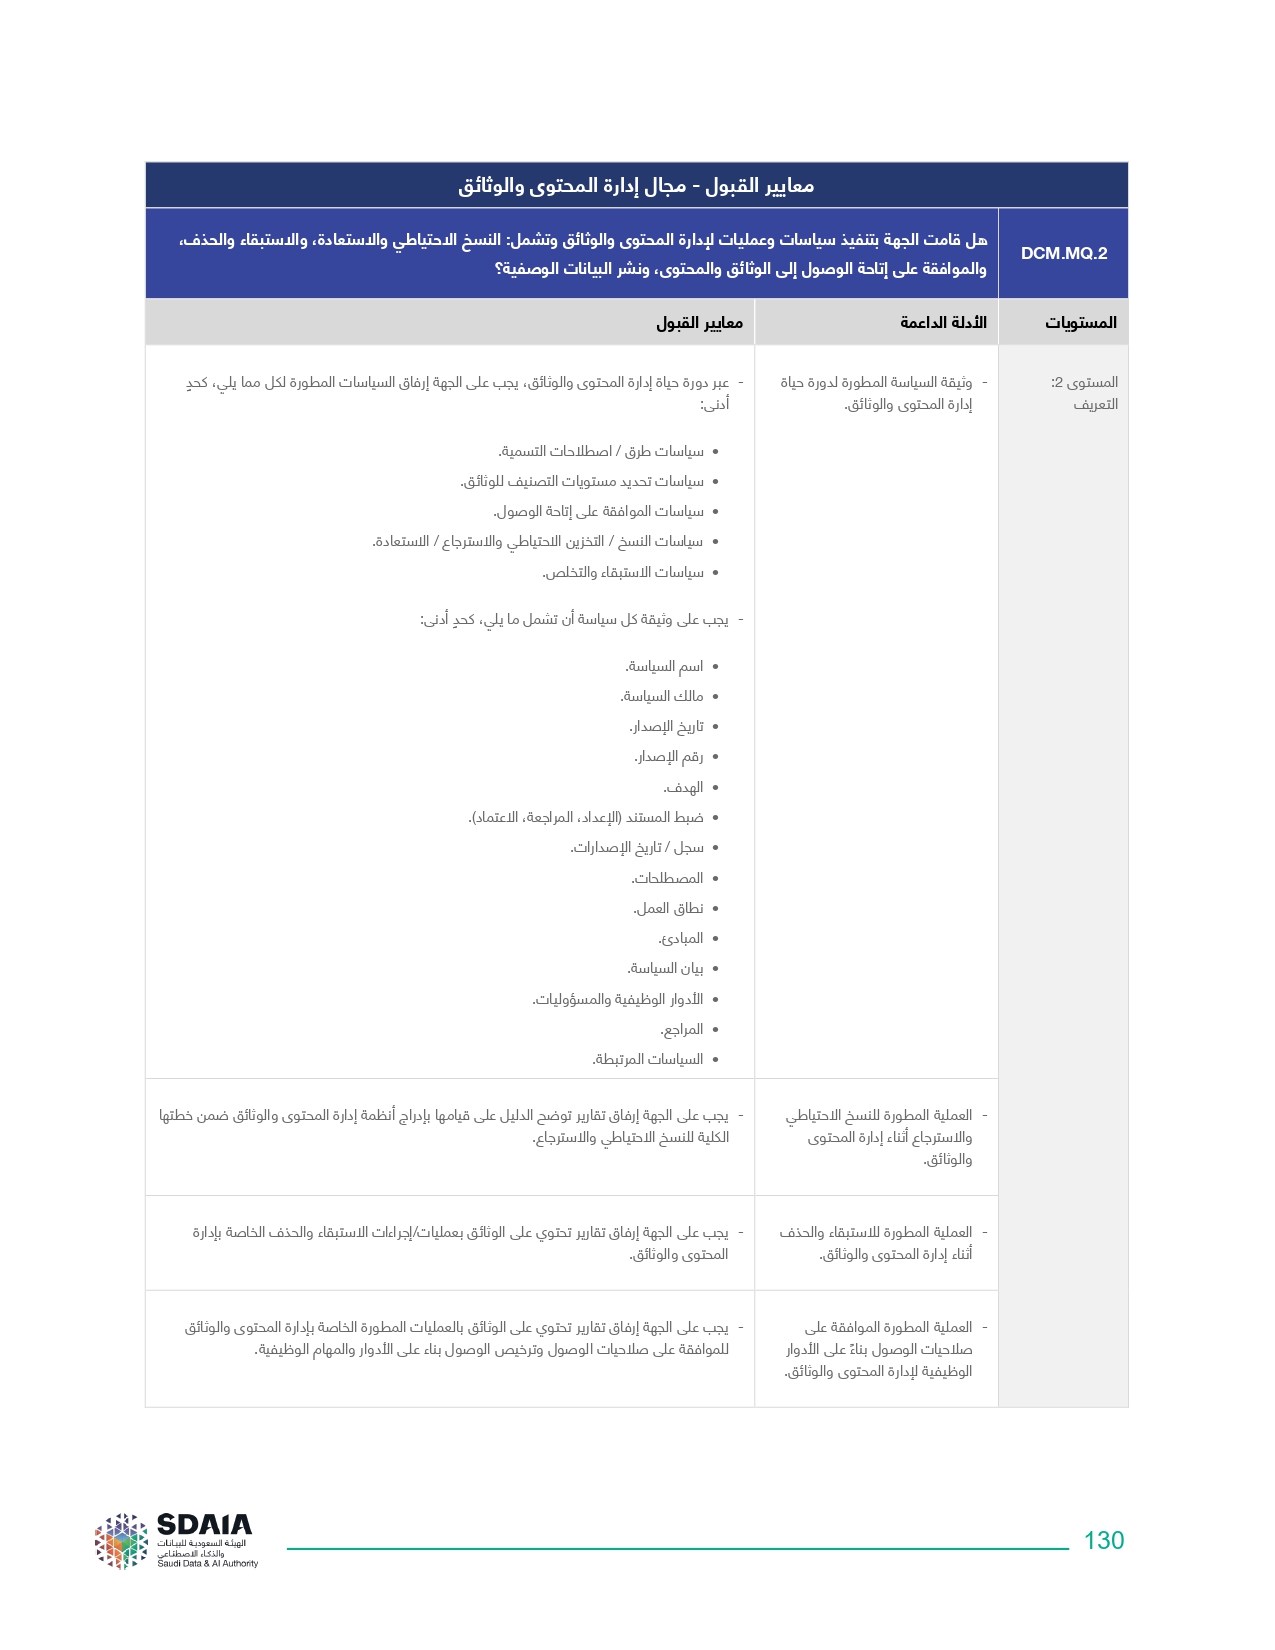 معايير القبول - مجال إدارة المحتوى والوثائق
DCM.MQ.2
هل قامت الجهة بتنفيذ سياسات وعمليات لإدارة المحتوى والوثائق وتشمل: النسخ الاحتياطي والاستعادة، والاستبقاء والحذف،
والموافقة على إتاحة الوصول إلى الوثائق والمحتوى، ونشر البيانات الوصفية؟
المستويات
الأدلة الداعمة
معايير القبول
المستوى 2:
التعريف
- وثيقة السياسة المطورة لدورة حياة
إدارة المحتوى والوثائق.
- عبر دورة حياة إدارة المحتوى والوثائق، يجب على الجهة إرفاق السياسات المطورة لكل مما يلي، كحدٍ
أدنى:
• سياسات طرق / اصطلاحات التسمية.
• سياسات تحديد مستويات التصنيف للوثائق.
• سياسات الموافقة على إتاحة الوصول.
• سياسات النسخ / التخزين الاحتياطي والاسترجاع / الاستعادة.
• سياسات الاستبقاء والتخلص.
- يجب على وثيقة كل سياسة أن تشمل ما يلي، كحدٍ أدنى:
• اسم السياسة.
• مالك السياسة.
• تاريخ الإصدار.
• رقم الإصدار.
• الهدف.
• ضبط المستند (الإعداد، المراجعة، الاعتماد).
• سجل / تاريخ الإصدارات.
• المصطلحات.
• نطاق العمل.
• المبادئ.
• بيان السياسة.
• الأدوار الوظيفية والمسؤوليات.
• المراجع.
• السياسات المرتبطة.
- العملية المطورة للنسخ الاحتياطي
والاسترجاع أثناء إدارة المحتوى
والوثائق.
- يجب على الجهة إرفاق تقارير توضح الدليل على قيامها بإدراج أنظمة إدارة المحتوى والوثائق ضمن خطتها
الكلية للنسخ الاحتياطي والاسترجاع.
- العملية المطورة للاستبقاء والحذف
أثناء إدارة المحتوى والوثائق.
- يجب على الجهة إرفاق تقارير تحتوي على الوثائق بعمليات/إجراءات الاستبقاء والحذف الخاصة بإدارة
المحتوى والوثائق.
- العملية المطورة الموافقة على
صلاحيات الوصول بناءً على الأدوار
الوظيفية لإدارة المحتوى والوثائق.
- يجب على الجهة إرفاق تقارير تحتوي على الوثائق بالعمليات المطورة الخاصة بإدارة المحتوى والوثائق
للموافقة على صلاحيات الوصول وترخيص الوصول بناء على الأدوار والمهام الوظيفية.
SDAIA
الهيئة السعودية للبيانات
والذكاء الاصطناعي
Saudi Data & AI Authority
130